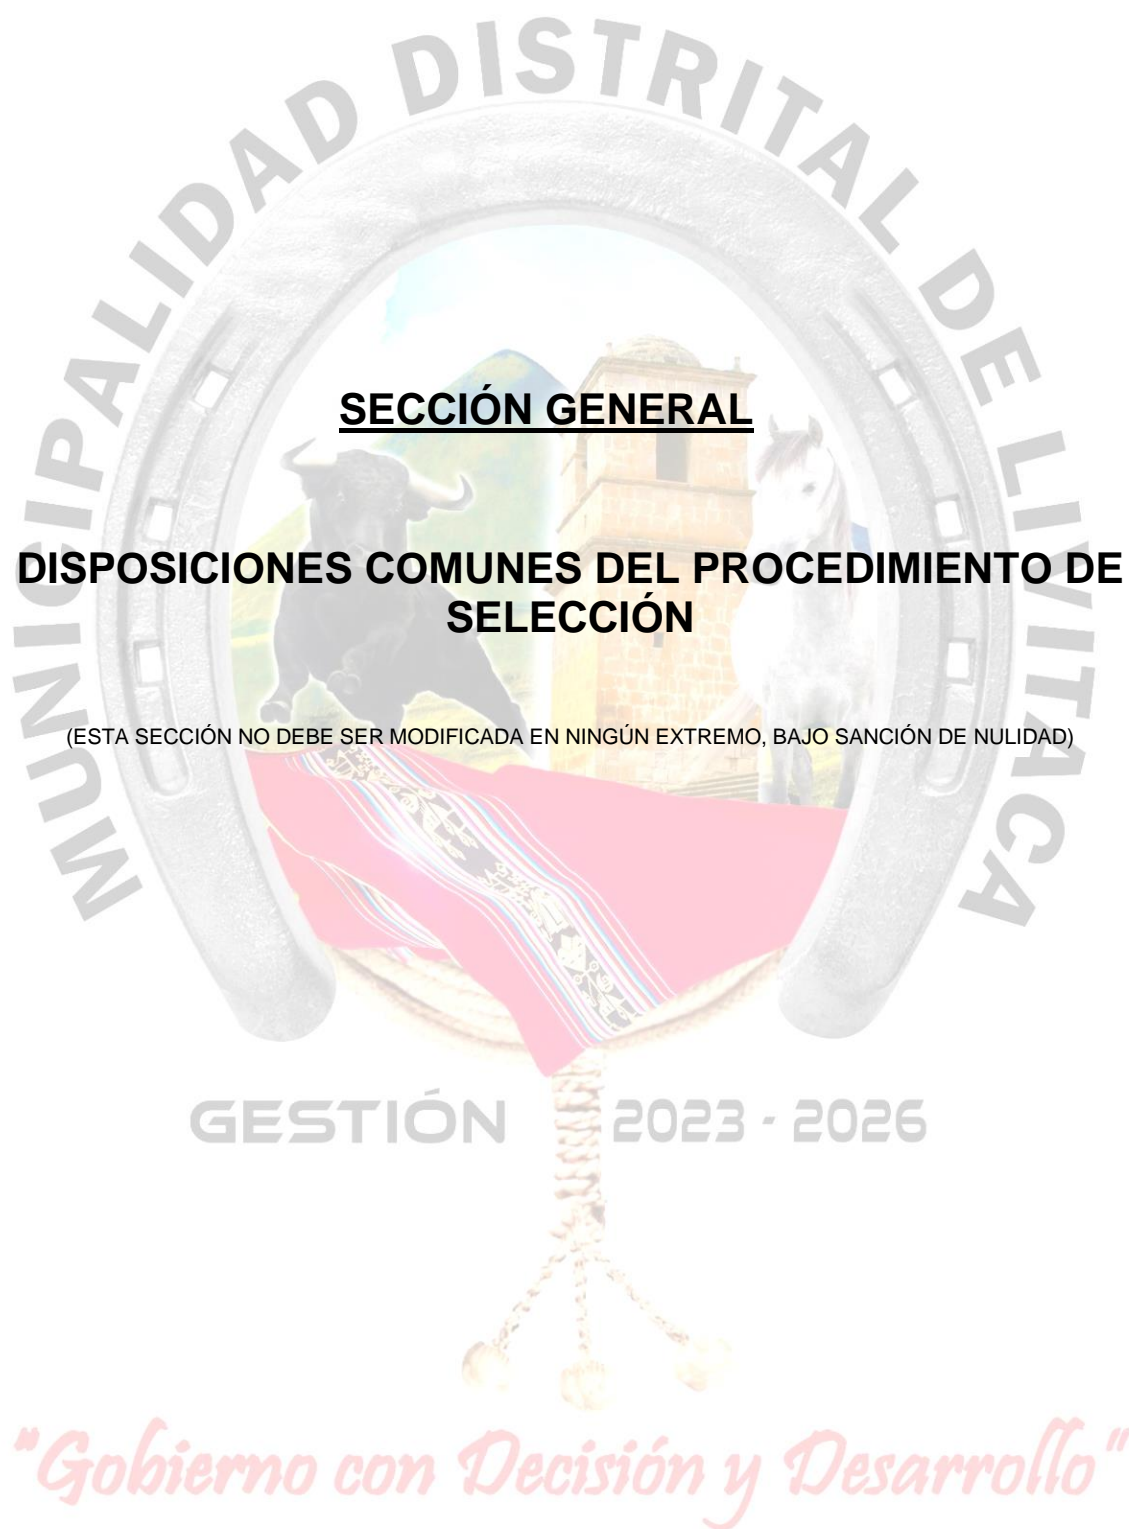 MUNICIPALIDAD DISTRITAL DE LIVITACA
SECCIÓN GENERAL
DISPOSICIONES COMUNES DEL PROCEDIMIENTO DE
SELECCIÓN
(ESTA SECCIÓN NO DEBE SER MODIFICADA EN NINGÚN EXTREMO, BAJO SANCIÓN DE NULIDAD)
GESTIÓN 2023 - 2026
"Gobierno con Decisión y Desarrollo"